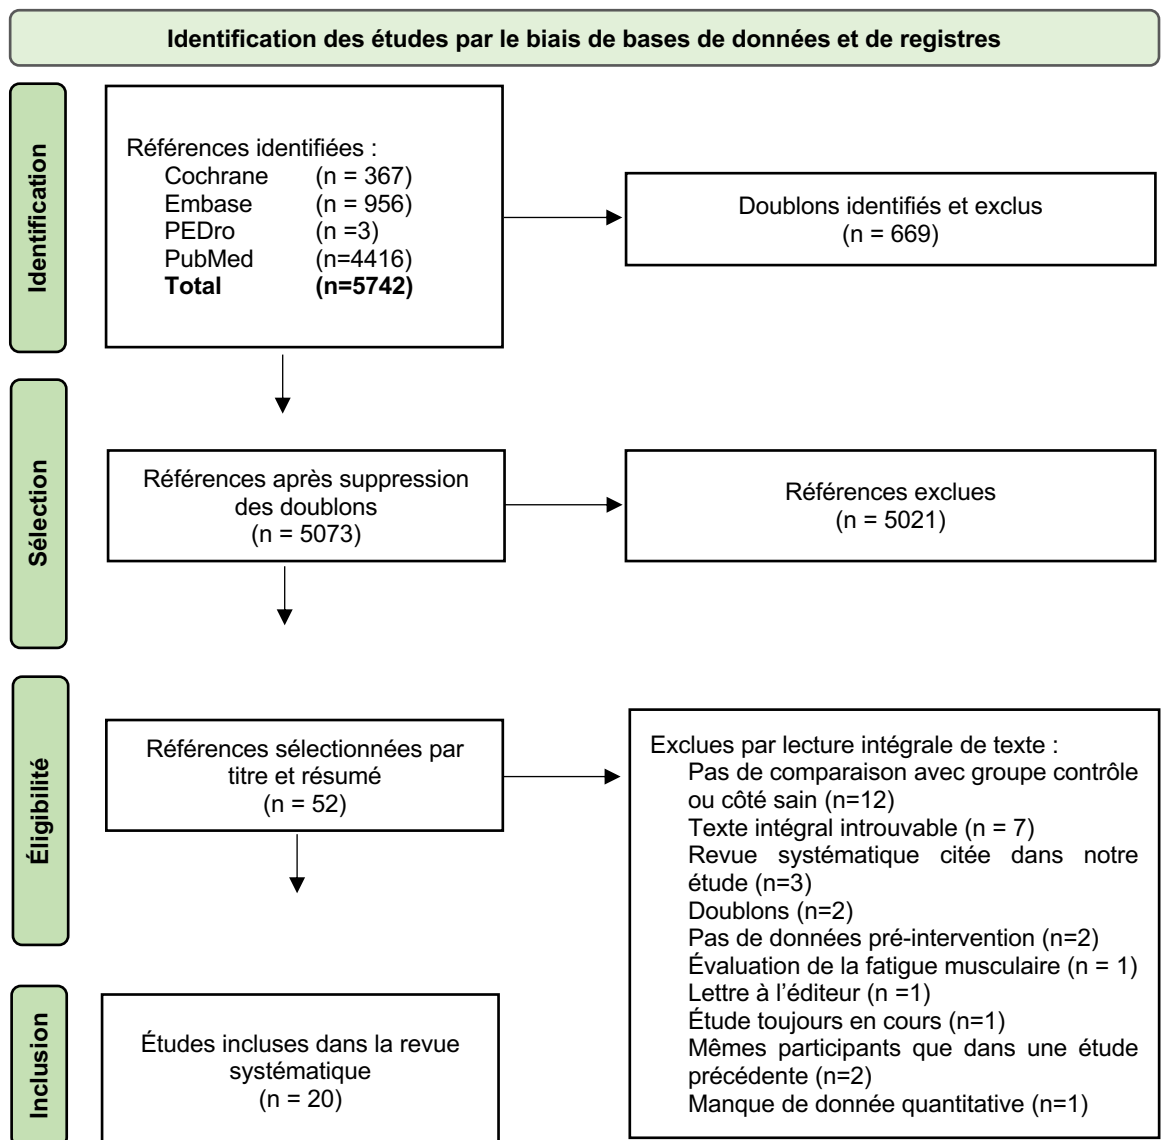 Identification des études par le biais de bases de données et de registres
Identification
Références identifiées :
Cochrane (n = 367)
Embase (n = 956)
PEDro (n =3)
PubMed (n=4416)
Total (n=5742)
Doublons identifiés et exclus
(n = 669)
Sélection
Références après suppression
des doublons
(n = 5073)
Références exclues
(n = 5021)
Éligibilité
Références sélectionnées par
titre et résumé
(n = 52)
Exclues par lecture intégrale de texte :
Pas de comparaison avec groupe contrôle
ou côté sain (n=12)
Texte intégral introuvable (n = 7)
Revue systématique citée dans notre
étude (n=3)
Doublons (n=2)
Pas de données pré-intervention (n=2)
Évaluation de la fatigue musculaire (n = 1)
Lettre à l’éditeur (n =1)
Étude toujours en cours (n=1)
Mêmes participants que dans une étude
précédente (n=2)
Manque de donnée quantitative (n=1)
Inclusion
Études incluses dans la revue
systématique
(n = 20)